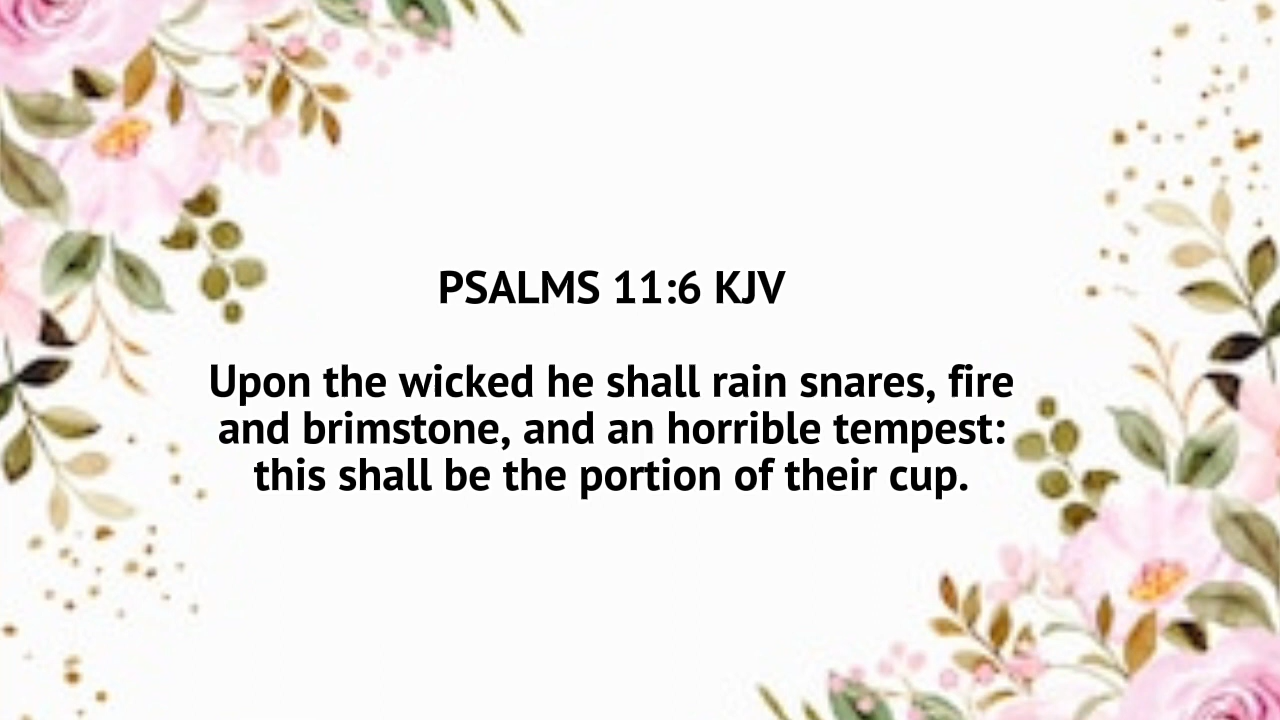 PSALMS 11:6 KJV
Upon the wicked he shall rain snares, fire
and brimstone, and an horrible tempest:
this shall be the portion of their cup.